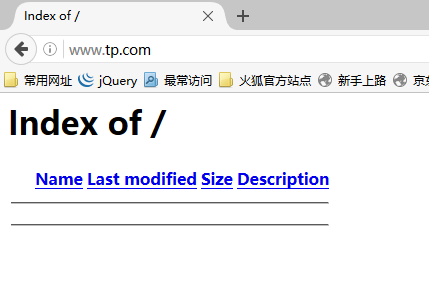 Index of /
www.tp.com
常用网址 jQuery 最常访问 火狐官方站点 新手上路 京东
Index of /
Name Last modified Size Description